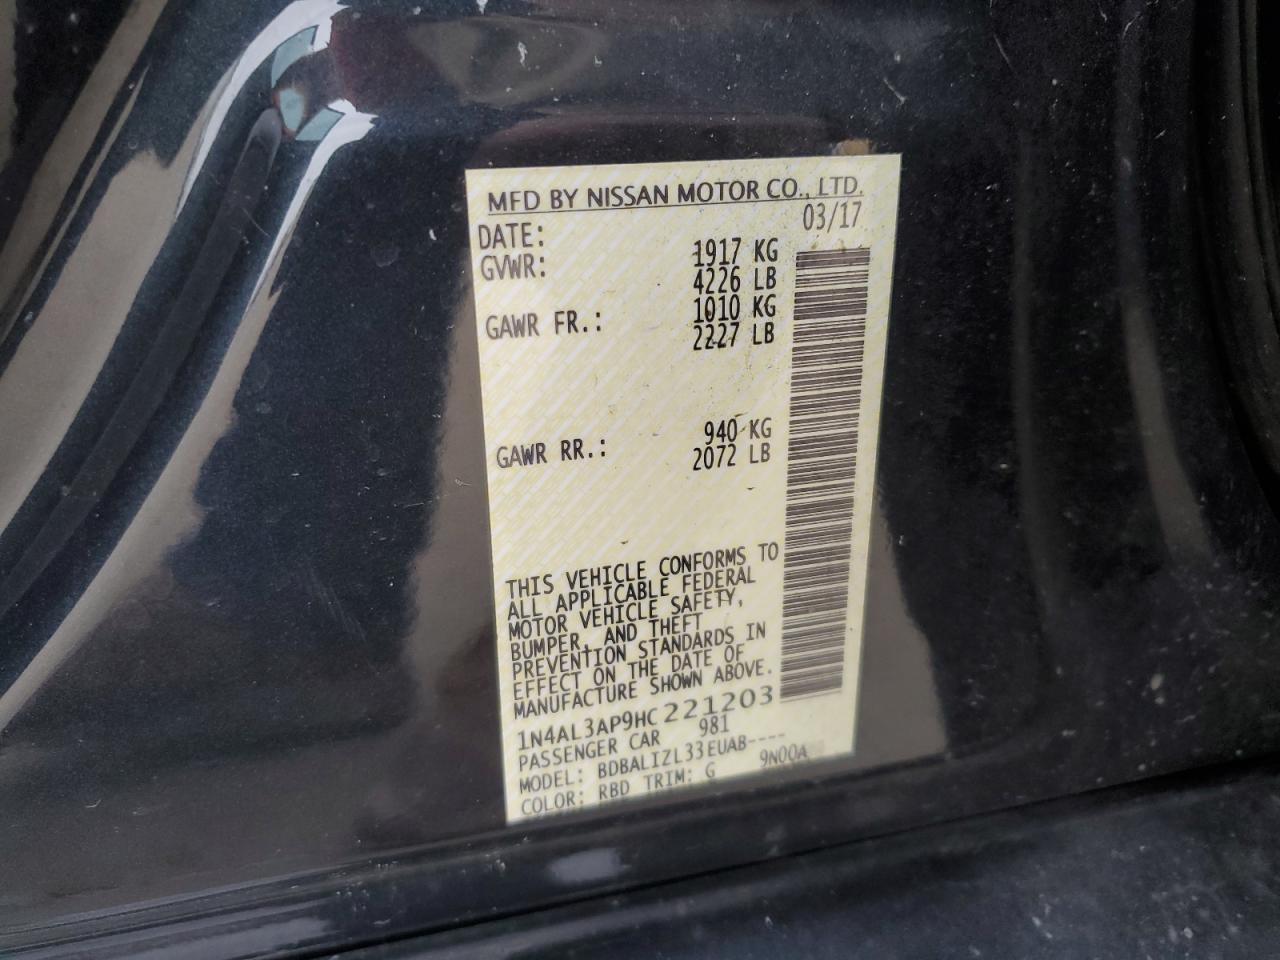 MFD BY NISSAN MOTOR CO., LTD.
DATE: 03/17
GVWR: 1917 KG
4226 LB
GAWR FR.: 1010 KG
2227 LB
GAWR RR.: 940 KG
2072 LB
THIS VEHICLE CONFORMS TO
ALL APPLICABLE FEDERAL
MOTOR VEHICLE SAFETY,
BUMPER, AND THEFT
PREVENTION STANDARDS IN
EFFECT ON THE DATE OF
MANUFACTURE SHOWN ABOVE.
1N4AL3AP9HC221203
PASSENGER CAR 981
MODEL: BDBALIZL33EUAB----
COLOR: RBD TRIM: G 9N00A